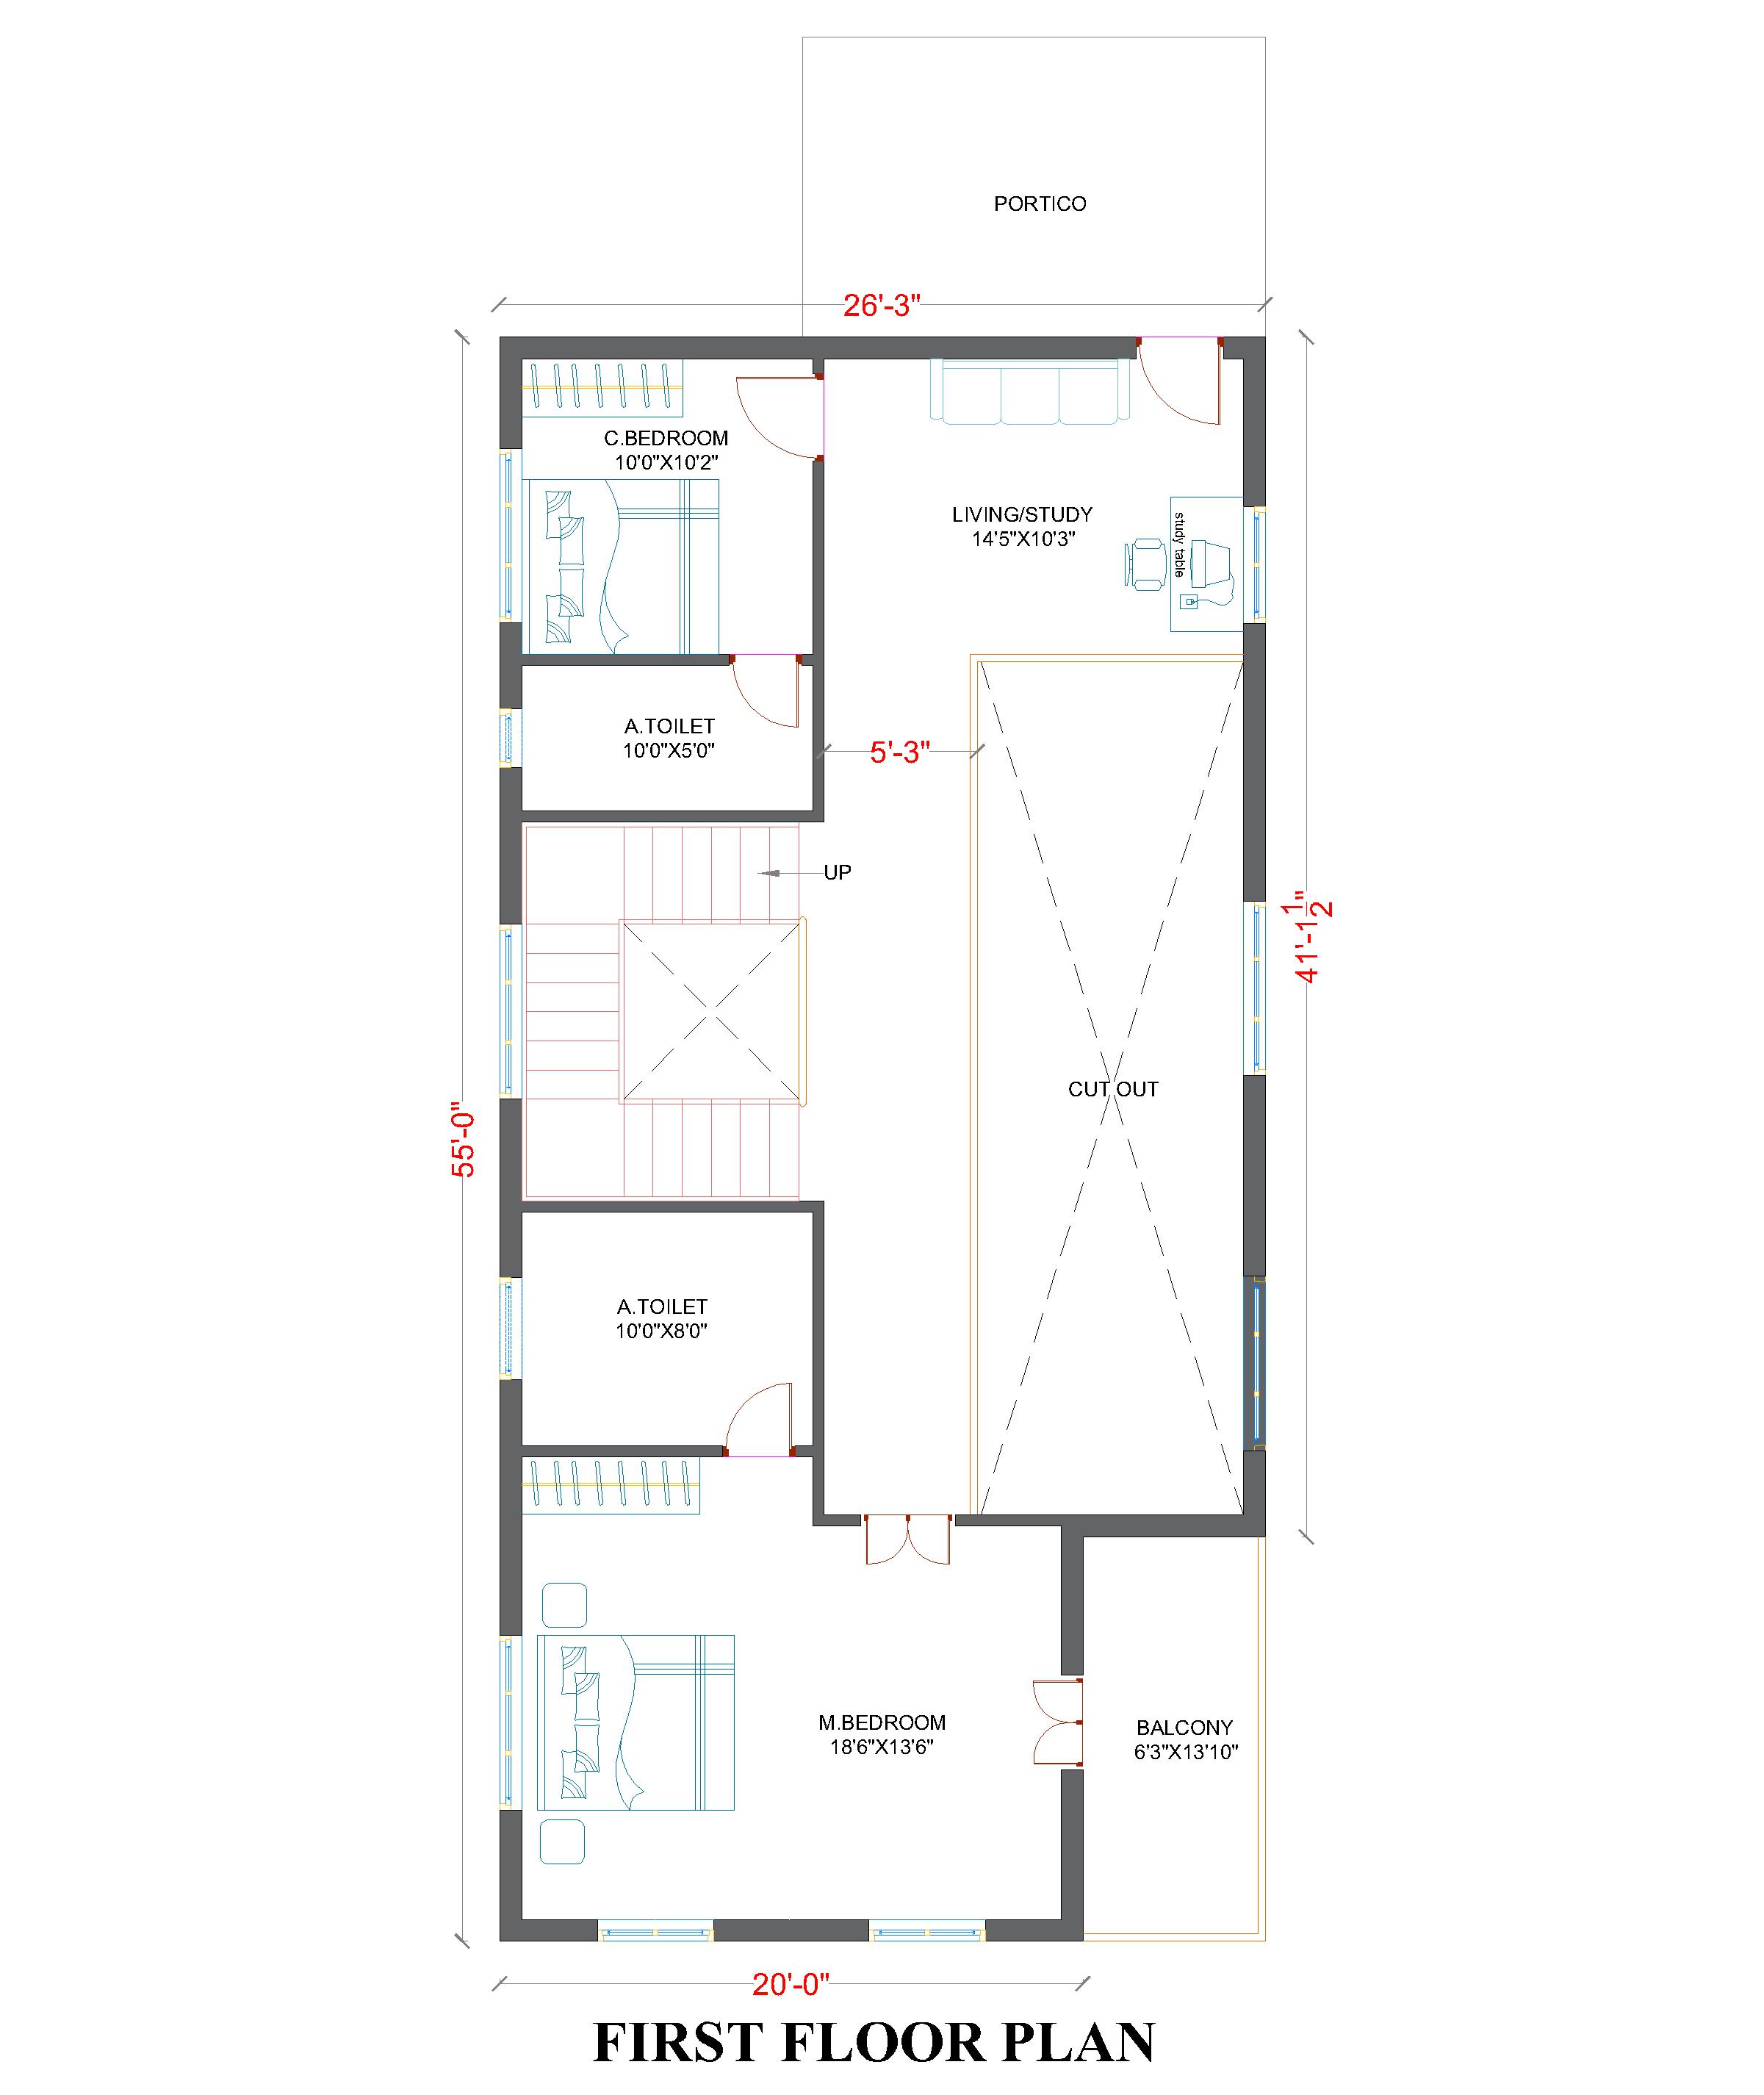 PORTICO
26'-3"
C.BEDROOM
10'0"X10'2"
LIVING/STUDY
14'5"X10'3"
study table
A.TOILET
10'0"X5'0"
5'-3"
UP
41'-1 1/2"
CUT OUT
55'-0"
A.TOILET
10'0"X8'0"
M.BEDROOM
18'6"X13'6"
BALCONY
6'3"X13'10"
20'-0"
FIRST FLOOR PLAN